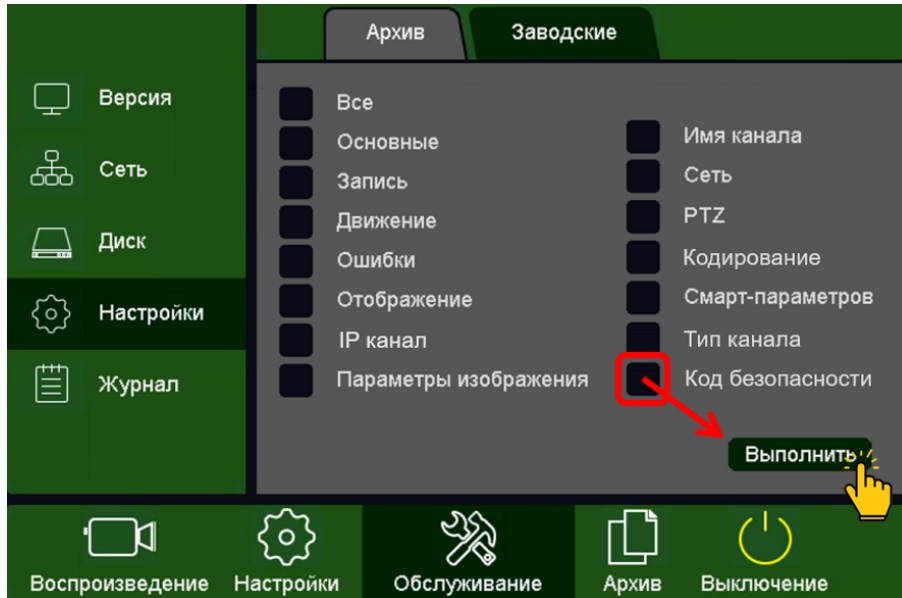 Архив
Заводские
Версия
Сеть
Диск
Настройки
Журнал
Все
Основные
Запись
Движение
Ошибки
Отображение
IP канал
Параметры изображения
Имя канала
Сеть
PTZ
Кодирование
Смарт-параметров
Тип канала
Код безопасности
Выполнить
Воспроизведение
Настройки
Обслуживание
Архив
Выключение